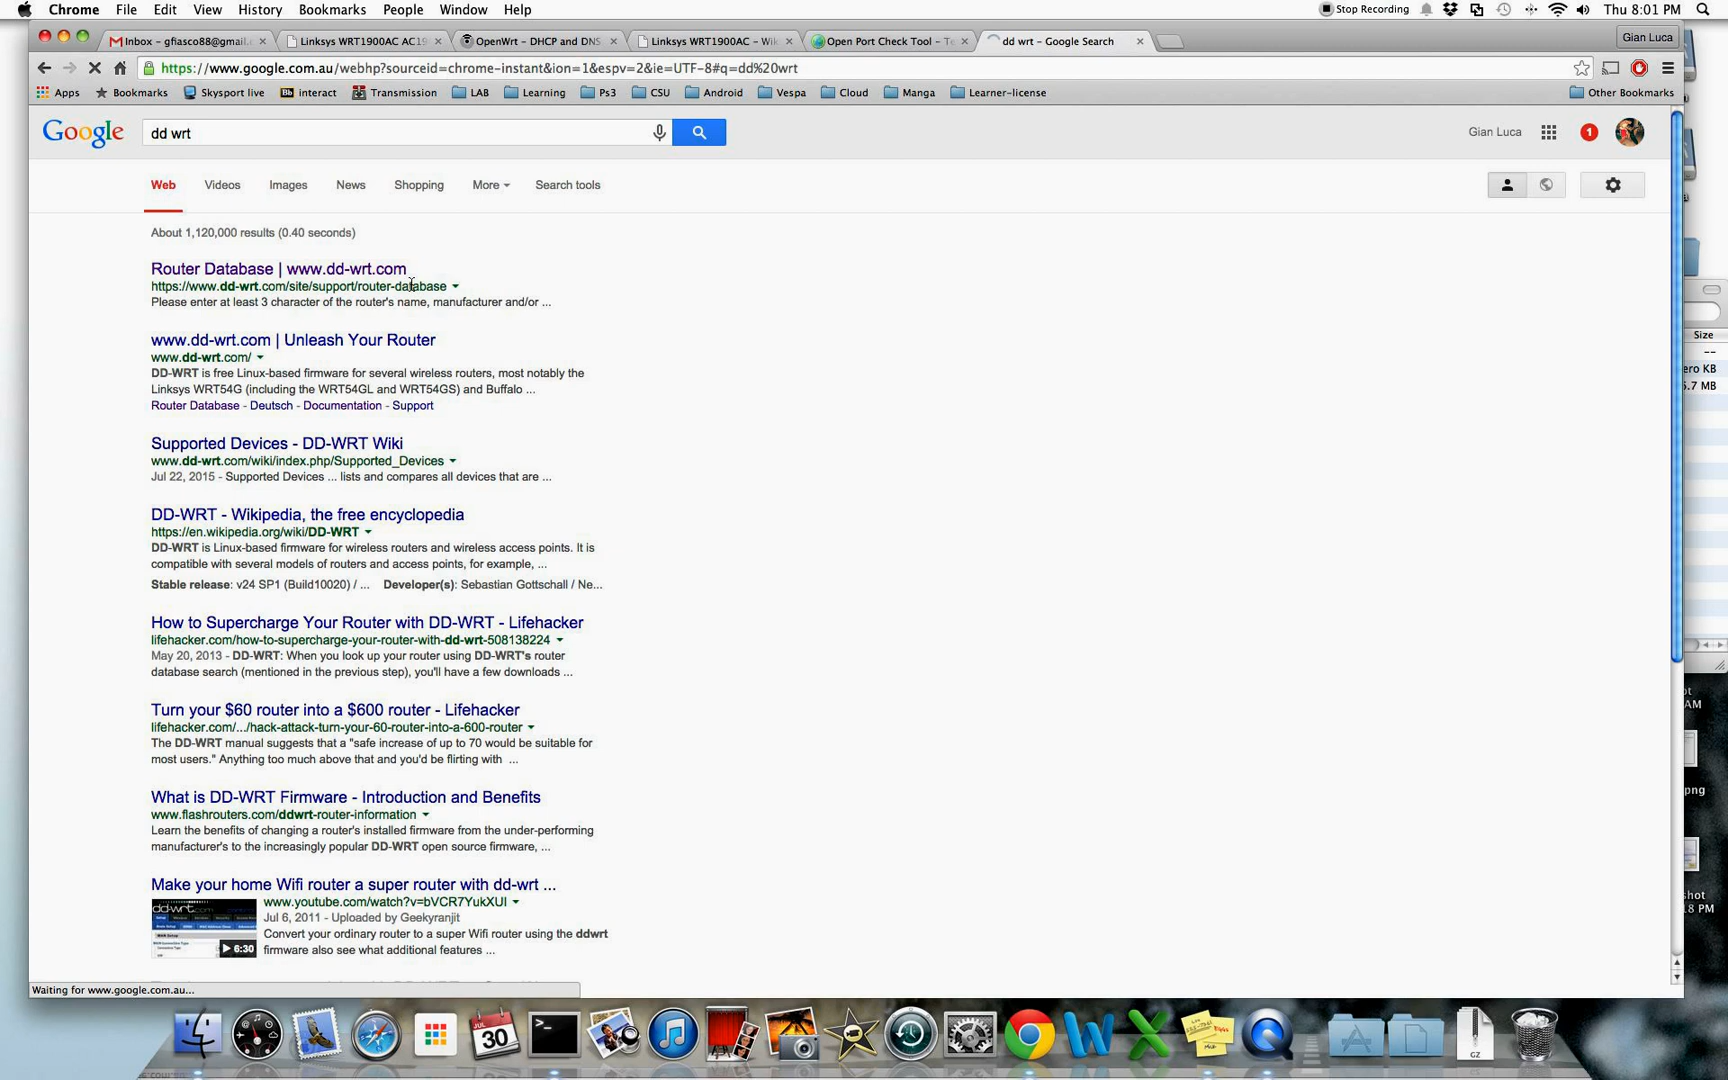 Chrome File Edit View History Bookmarks People Window Help Stop Recording Thu 8:01 PM
Inbox - gfiasco88@gmail. Linksys WRT1900AC AC19 OpenWrt - DHCP and DNS Linksys WRT1900AC - Wik Open Port Check Tool - Te dd wrt - Google Search Gian Luca
https://www.google.com.au/webhp?sourceid=chrome-instant&ion=1&espv=2&ie=UTF-8#q=dd%20wrt
Apps Bookmarks Skysport live Bb interact Transmission LAB Learning Ps3 CSU Android Vespa Cloud Manga Learner-license Other Bookmarks
Google dd wrt Gian Luca 1
Web Videos Images News Shopping More Search tools
About 1,120,000 results (0.40 seconds)
Router Database | www.dd-wrt.com
https://www.dd-wrt.com/site/support/router-database
Please enter at least 3 character of the router's name, manufacturer and/or ...
www.dd-wrt.com | Unleash Your Router
www.dd-wrt.com/
DD-WRT is free Linux-based firmware for several wireless routers, most notably the
Linksys WRT54G (including the WRT54GL and WRT54GS) and Buffalo ...
Router Database - Deutsch - Documentation - Support
Supported Devices - DD-WRT Wiki
www.dd-wrt.com/wiki/index.php/Supported_Devices
Jul 22, 2015 - Supported Devices ... lists and compares all devices that are ...
DD-WRT - Wikipedia, the free encyclopedia
https://en.wikipedia.org/wiki/DD-WRT
DD-WRT is Linux-based firmware for wireless routers and wireless access points. It is
compatible with several models of routers and access points, for example, ...
Stable release: v24 SP1 (Build10020) / ... Developer(s): Sebastian Gottschall / Ne...
How to Supercharge Your Router with DD-WRT - Lifehacker
lifehacker.com/how-to-supercharge-your-router-with-dd-wrt-508138224
May 20, 2013 - DD-WRT: When you look up your router using DD-WRT's router
database search (mentioned in the previous step), you'll have a few downloads ...
Turn your $60 router into a $600 router - Lifehacker
lifehacker.com/.../hack-attack-turn-your-60-router-into-a-600-router
The DD-WRT manual suggests that a "safe increase of up to 70 would be suitable for
most users." Anything too much above that and you'd be flirting with ...
What is DD-WRT Firmware - Introduction and Benefits
www.flashrouters.com/ddwrt-router-information
Learn the benefits of changing a router's installed firmware from the under-performing
manufacturer's to the increasingly popular DD-WRT open source firmware, ...
Make your home Wifi router a super router with dd-wrt ...
www.youtube.com/watch?v=bVCR7YukXUI
Jul 6, 2011 - Uploaded by Geekyranjit
Convert your ordinary router to a super Wifi router using the ddwrt
firmware also see what additional features ...
6:30
Waiting for www.google.com.au...
Size
--
ero KB
5.7 MB
ot
AM
png
shot
18 PM
JUL
30
GZ